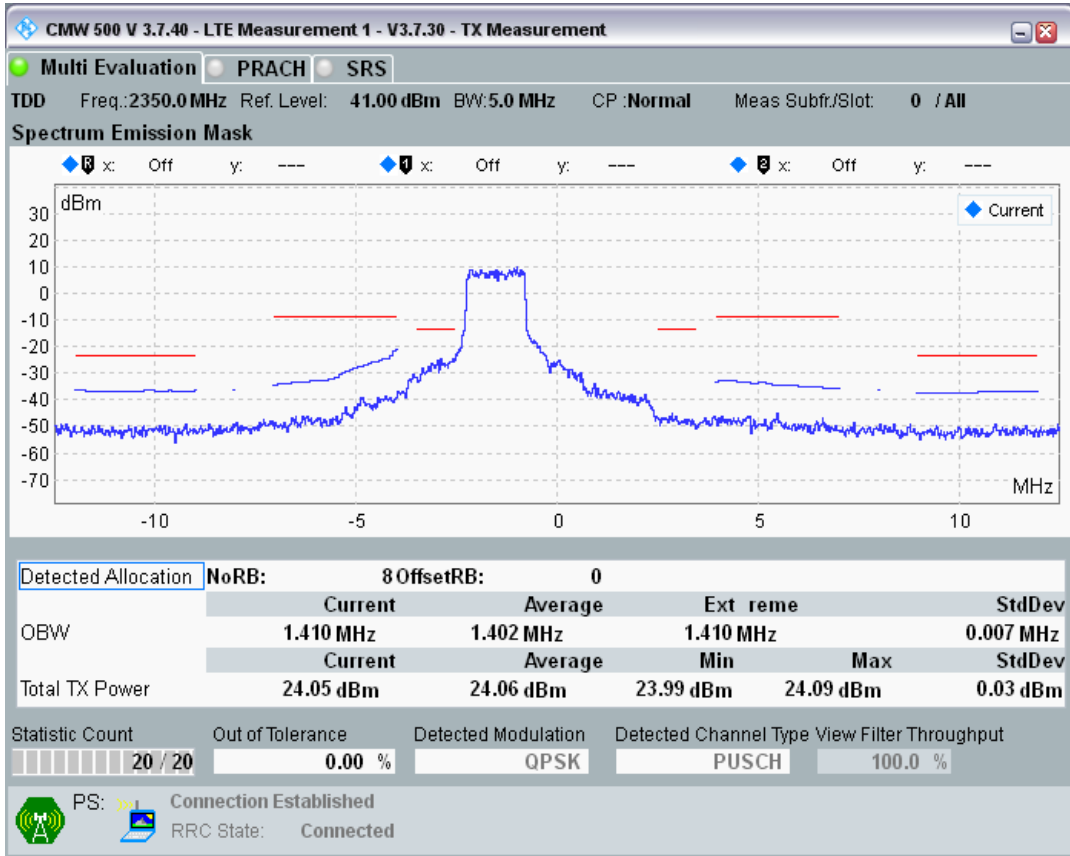 CMW 500 V 3.7.40 - LTE Measurement 1 - V3.7.30 - TX Measurement
Multi Evaluation PRACH SRS
TDD Freq.:2350.0 MHz Ref. Level: 41.00 dBm BW:5.0 MHz CP :Normal Meas Subfr./Slot: 0 / All
Spectrum Emission Mask
R x: Off y: --- 1 x: Off y: --- 2 x: Off y: ---
dBm
Current
30
20
10
0
-10
-20
-30
-40
-50
-60
-70
MHz
-10 -5 0 5 10
Detected Allocation NoRB: 8 OffsetRB: 0
Current Average Ext reme StdDev
OBW 1.410 MHz 1.402 MHz 1.410 MHz 0.007 MHz
Current Average Min Max StdDev
Total TX Power 24.05 dBm 24.06 dBm 23.99 dBm 24.09 dBm 0.03 dBm
Statistic Count Out of Tolerance Detected Modulation Detected Channel Type View Filter Throughput
20 / 20 0.00 % QPSK PUSCH 100.0 %
PS: Connection Established
RRC State: Connected